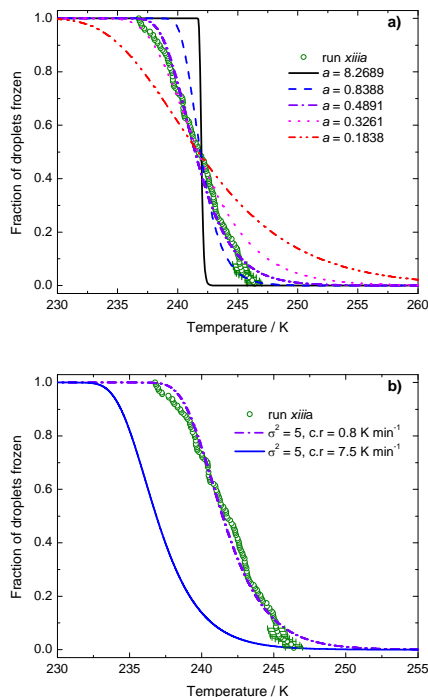 a)
run xiiia
a = 8.2689
a = 0.8388
a = 0.4891
a = 0.3261
a = 0.1838
Fraction of droplets frozen
1.0
0.8
0.6
0.4
0.2
0.0
230 235 240 245 250 255 260
Temperature / K
b)
run xiiia
σ² = 5, c.r = 0.8 K min⁻¹
σ² = 5, c.r = 7.5 K min⁻¹
Fraction of droplets frozen
1.0
0.8
0.6
0.4
0.2
0.0
230 235 240 245 250 255
Temperature / K